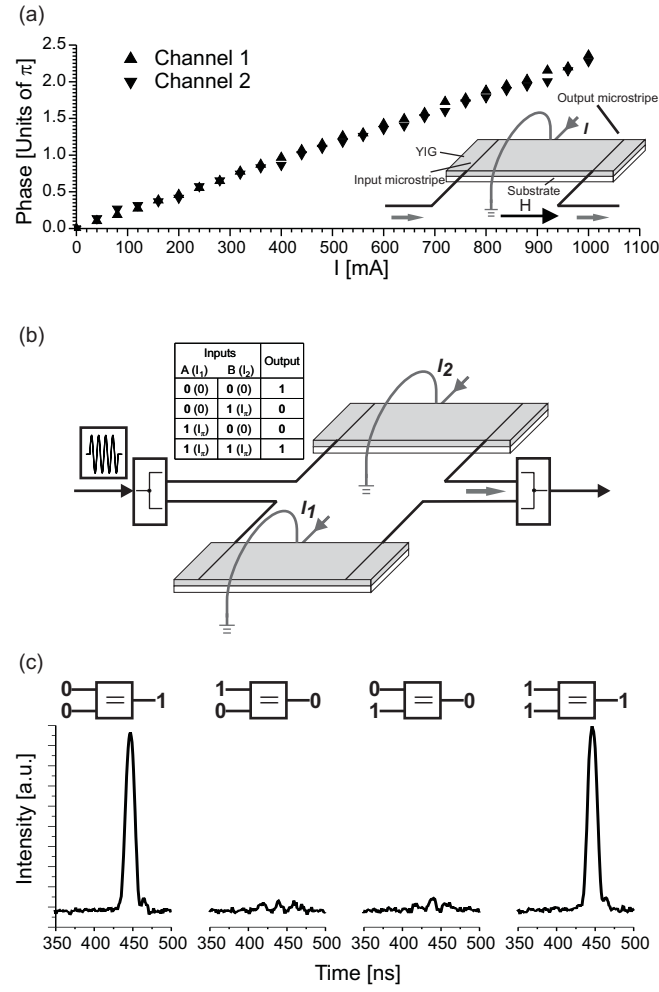 (a)
2.5
2.0
1.5
1.0
0.5
0.0
Phase [Units of π]
▲ Channel 1
▼ Channel 2
Output microstripe
I
YIG
Input microstripe
Substrate
H
0 100 200 300 400 500 600 700 800 900 1000 1100
I [mA]
(b)
Inputs Output
A (I₁) B (I₂)
0 (0) 0 (0) 1
0 (0) 1 (Iπ) 0
1 (Iπ) 0 (0) 0
1 (Iπ) 1 (Iπ) 1
I2
I1
(c)
0 1 0 1
= 1 = 0 = 0 = 1
0 0 1 1
Intensity [a.u.]
350 400 450 500 350 400 450 500 350 400 450 500 350 400 450 500
Time [ns]